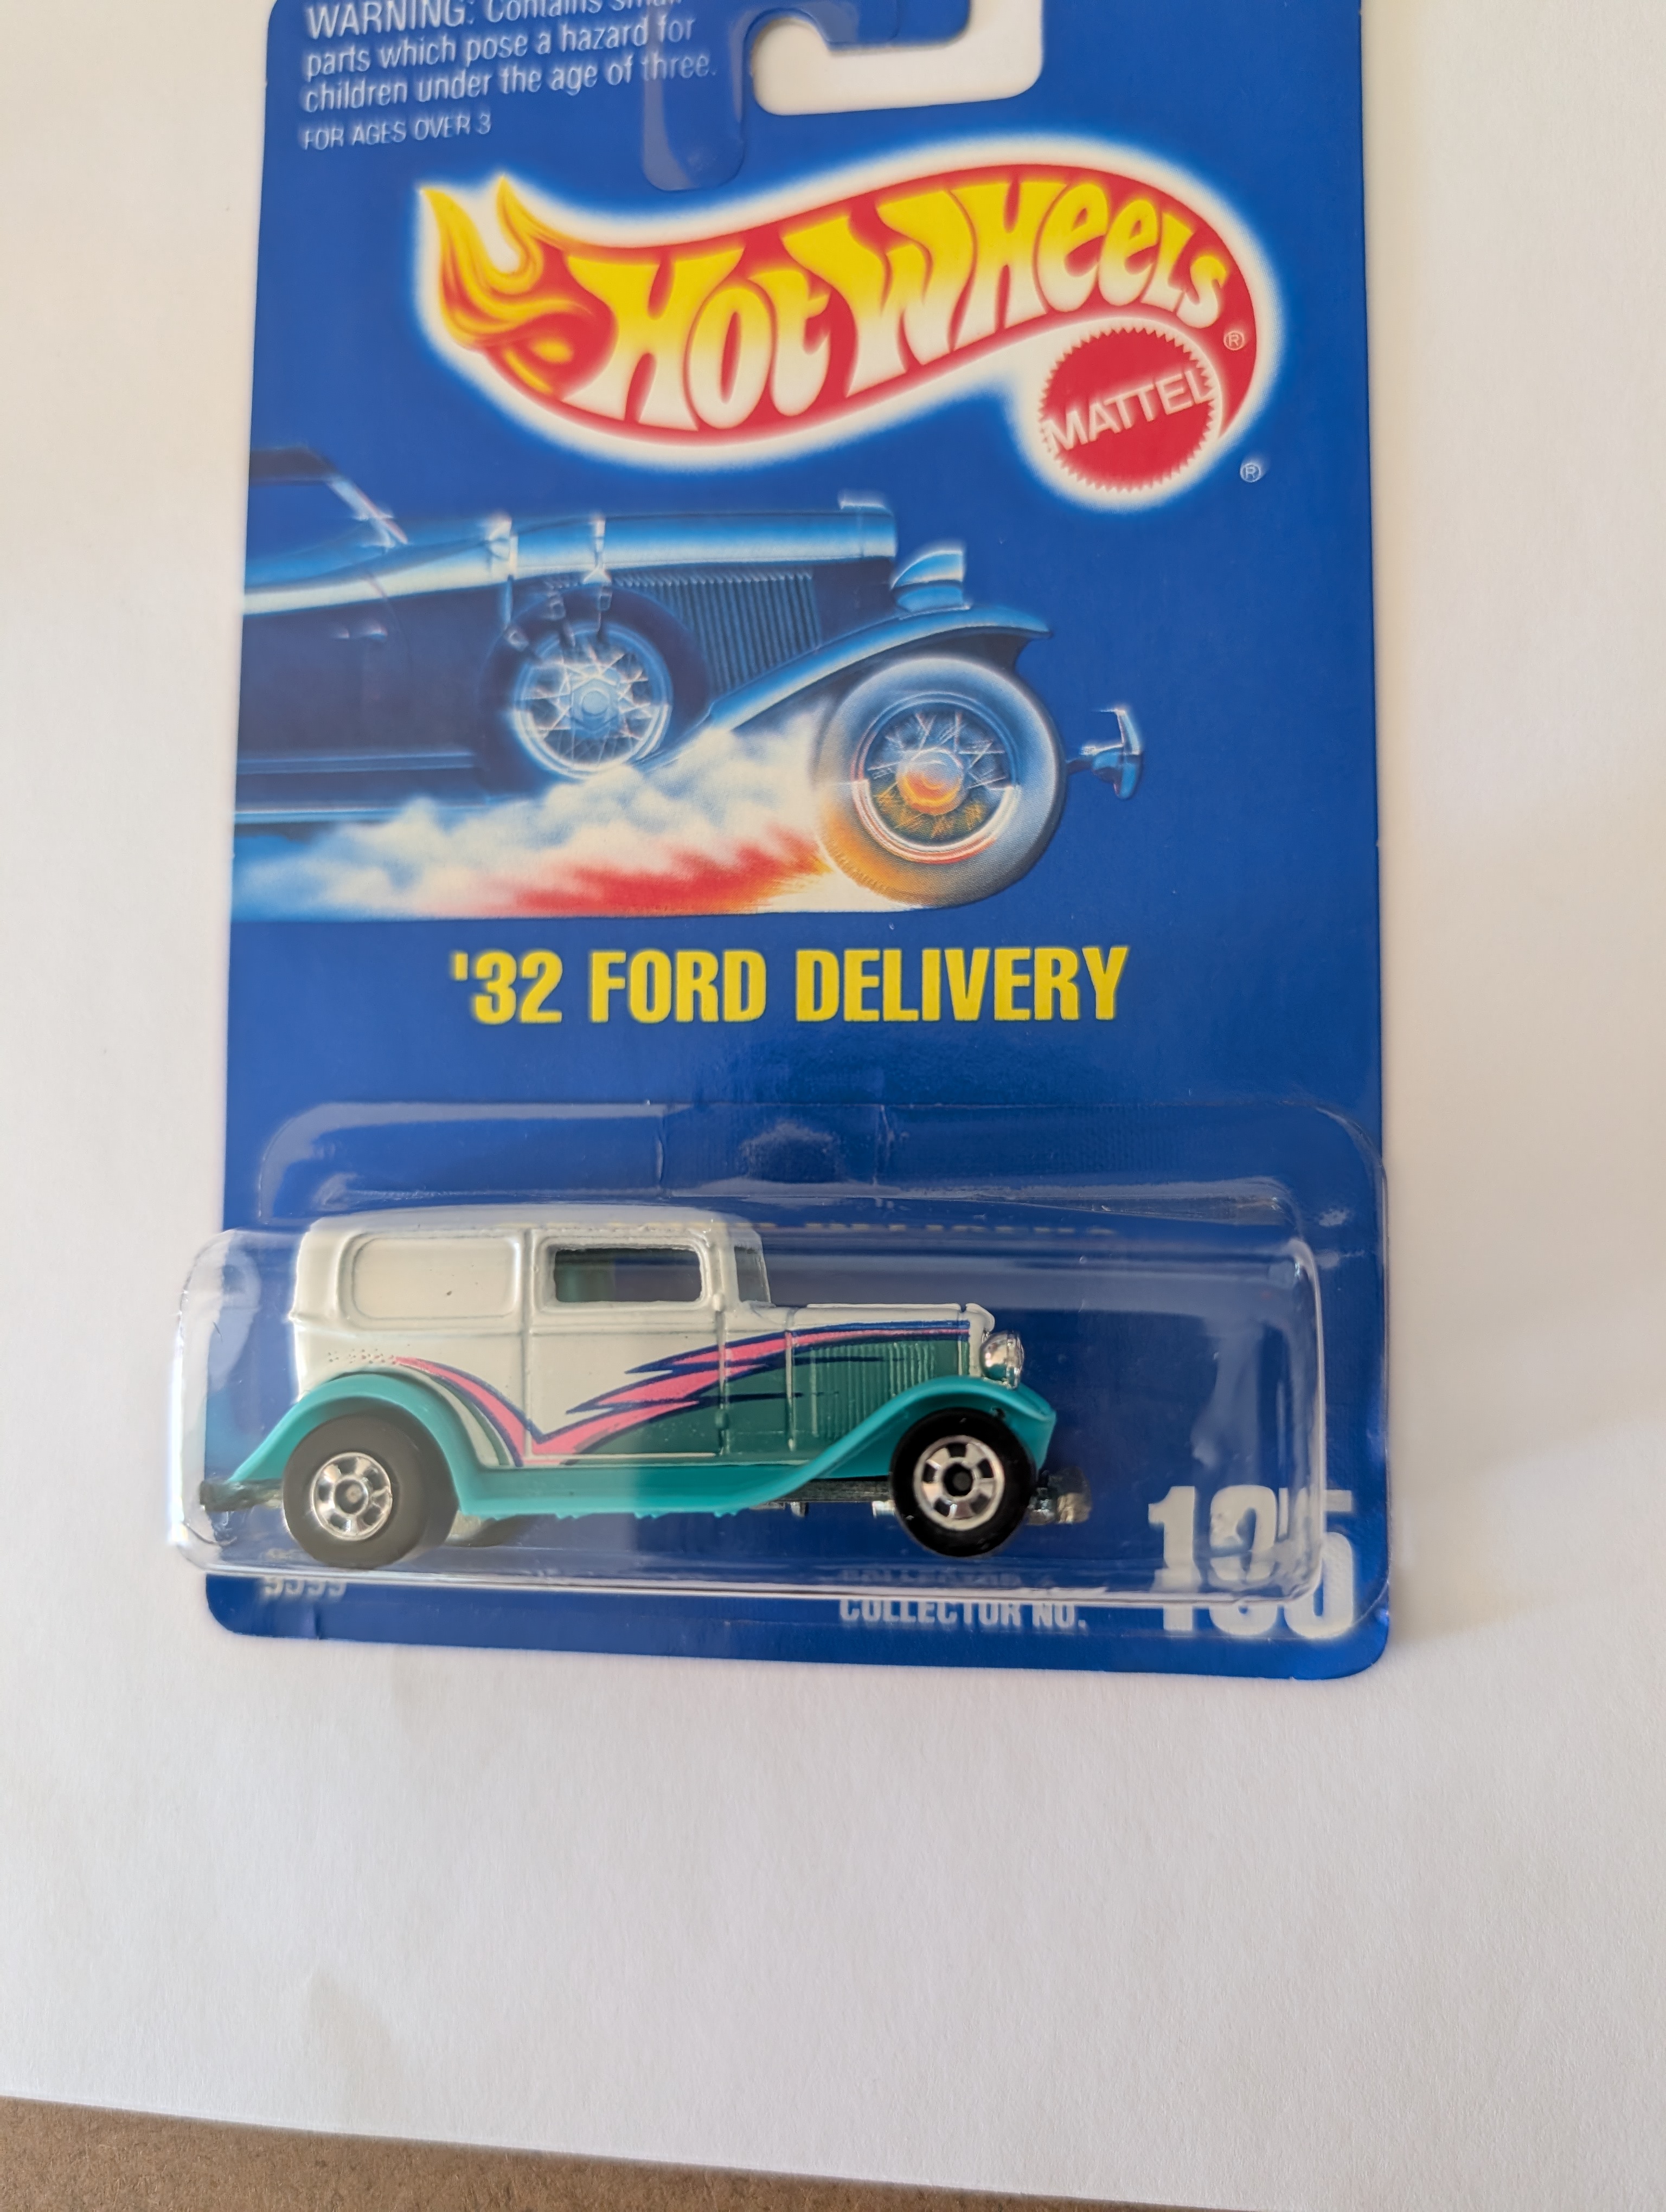 WARNING: Contains small
parts which pose a hazard for
children under the age of three.
FOR AGES OVER 3
HOT WHEELS ®
MATTEL
®
'32 FORD DELIVERY
COLLECTOR NO.